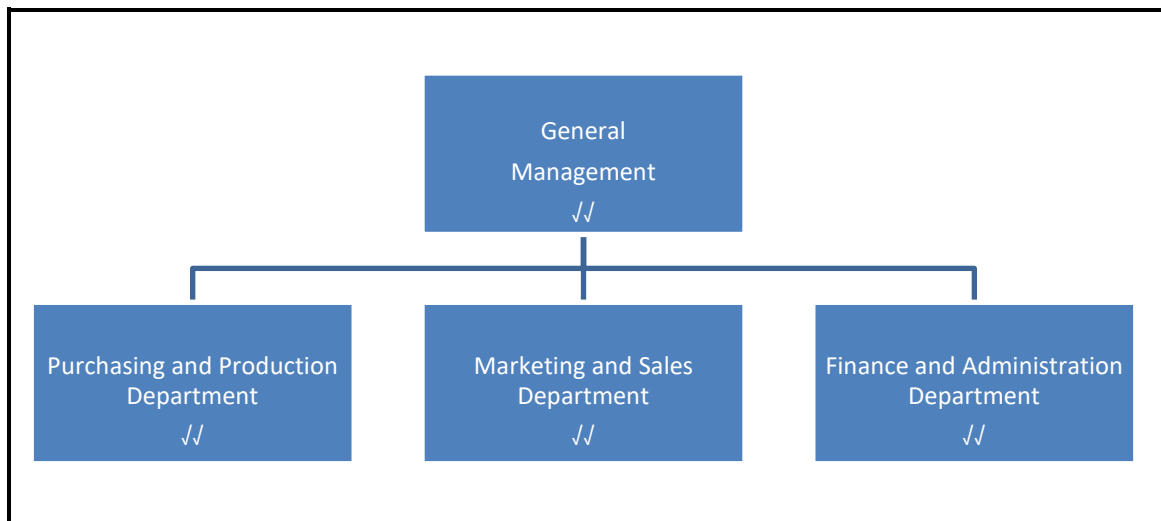 General
Management
√√
Purchasing and Production
Department
√√
Marketing and Sales
Department
√√
Finance and Administration
Department
√√